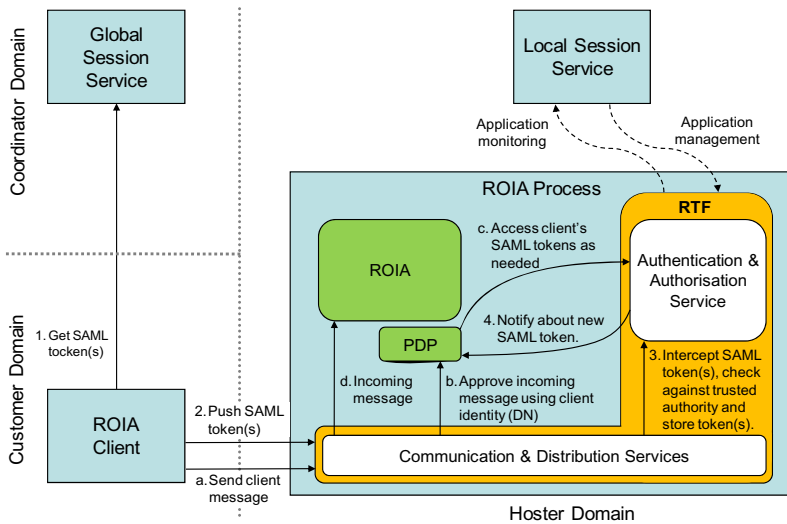 Coordinator Domain
Global
Session
Service
Local Session
Service
Application
monitoring
Application
management
ROIA Process
RTF
c. Access client's
SAML tokens as
needed
ROIA
Authentication &
Authorisation
Service
Customer Domain
1. Get SAML
tocken(s)
4. Notify about new
SAML token.
PDP
3. Intercept SAML
token(s), check
against trusted
authority and
store token(s).
d. Incoming
message
b. Approve incoming
message using client
identity (DN)
ROIA
Client
2. Push SAML
token(s)
Communication & Distribution Services
a. Send client
message
Hoster Domain